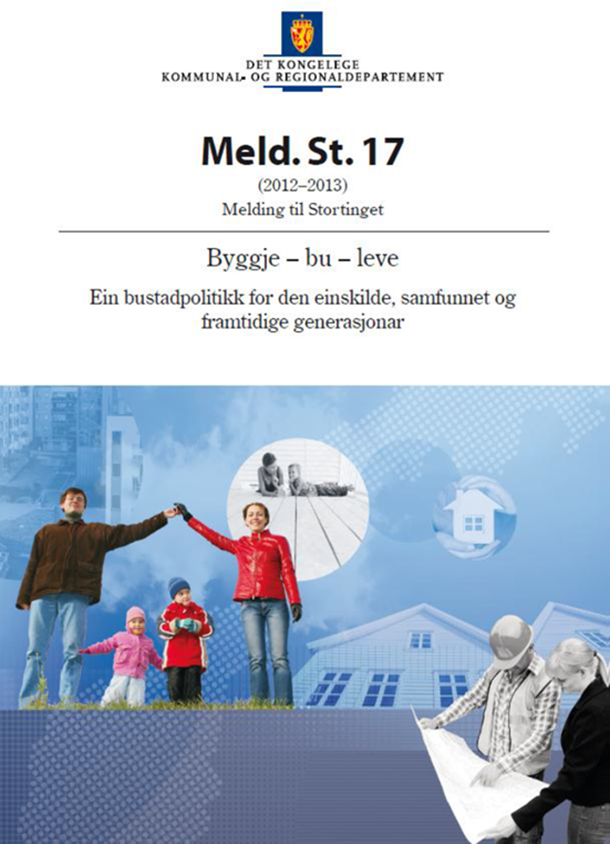 DET KONGELEGE
KOMMUNAL- OG REGIONALDEPARTEMENT
Meld. St. 17
(2012–2013)
Melding til Stortinget
Byggje – bu – leve
Ein bustadpolitikk for den einskilde, samfunnet og
framtidige generasjonar